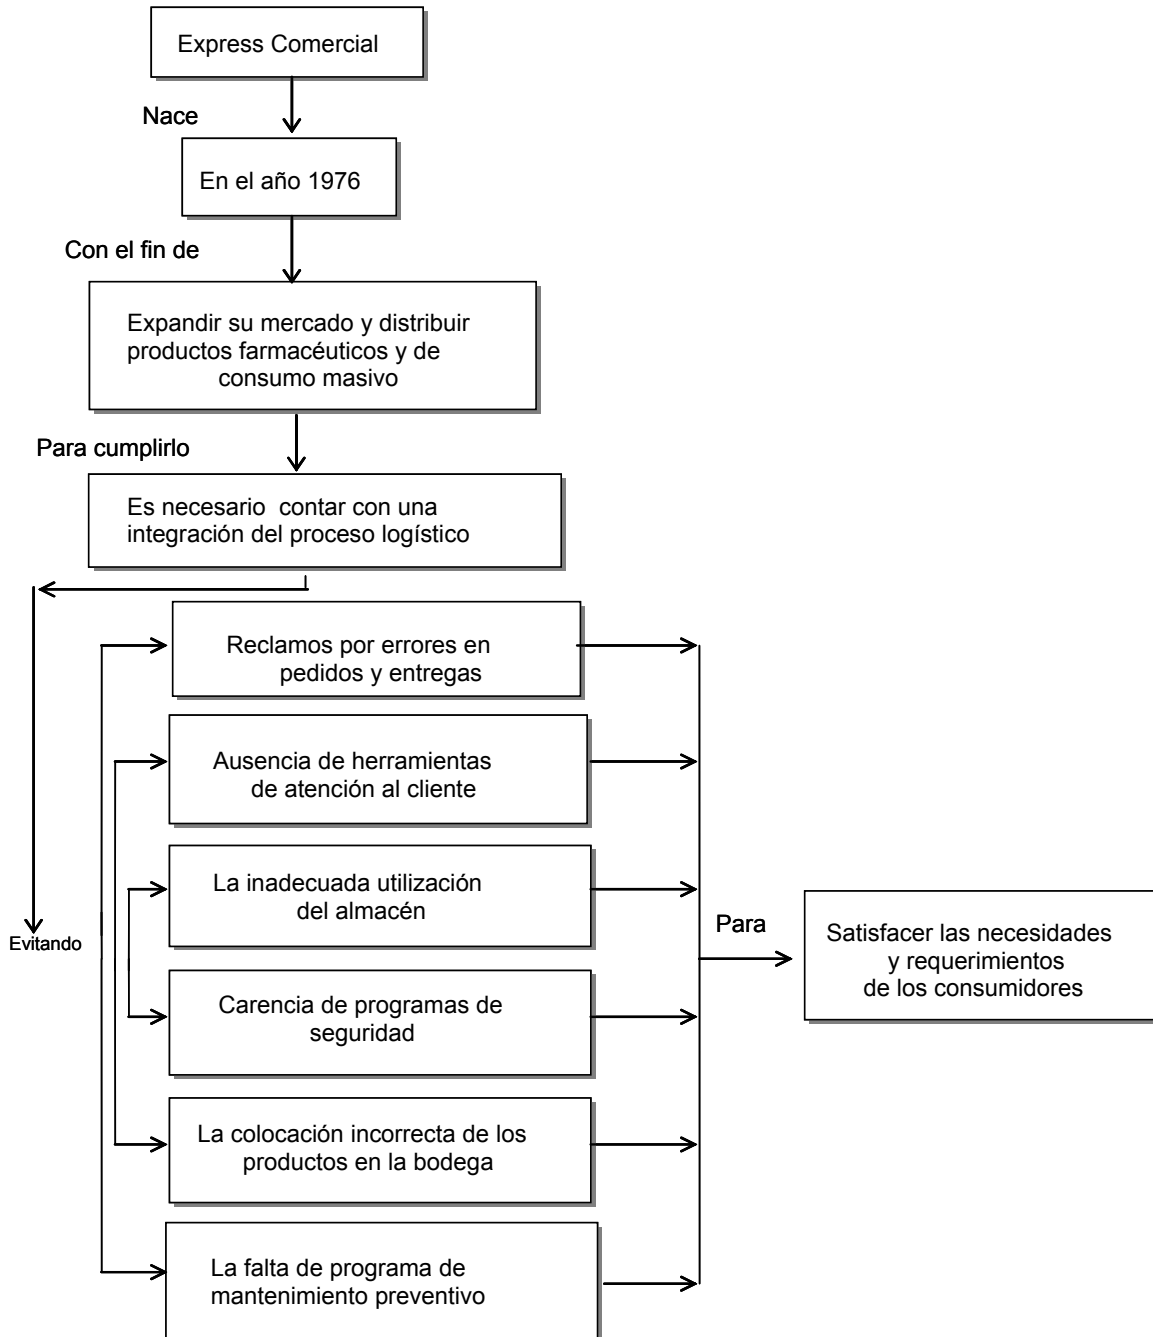 Express Comercial
Nace
En el año 1976
Con el fin de
Expandir su mercado y distribuir
productos farmacéuticos y de
consumo masivo
Para cumplirlo
Es necesario contar con una
integración del proceso logístico
Evitando
Reclamos por errores en
pedidos y entregas
Ausencia de herramientas
de atención al cliente
La inadecuada utilización
del almacén
Carencia de programas de
seguridad
La colocación incorrecta de los
productos en la bodega
La falta de programa de
mantenimiento preventivo
Para
Satisfacer las necesidades
y requerimientos
de los consumidores